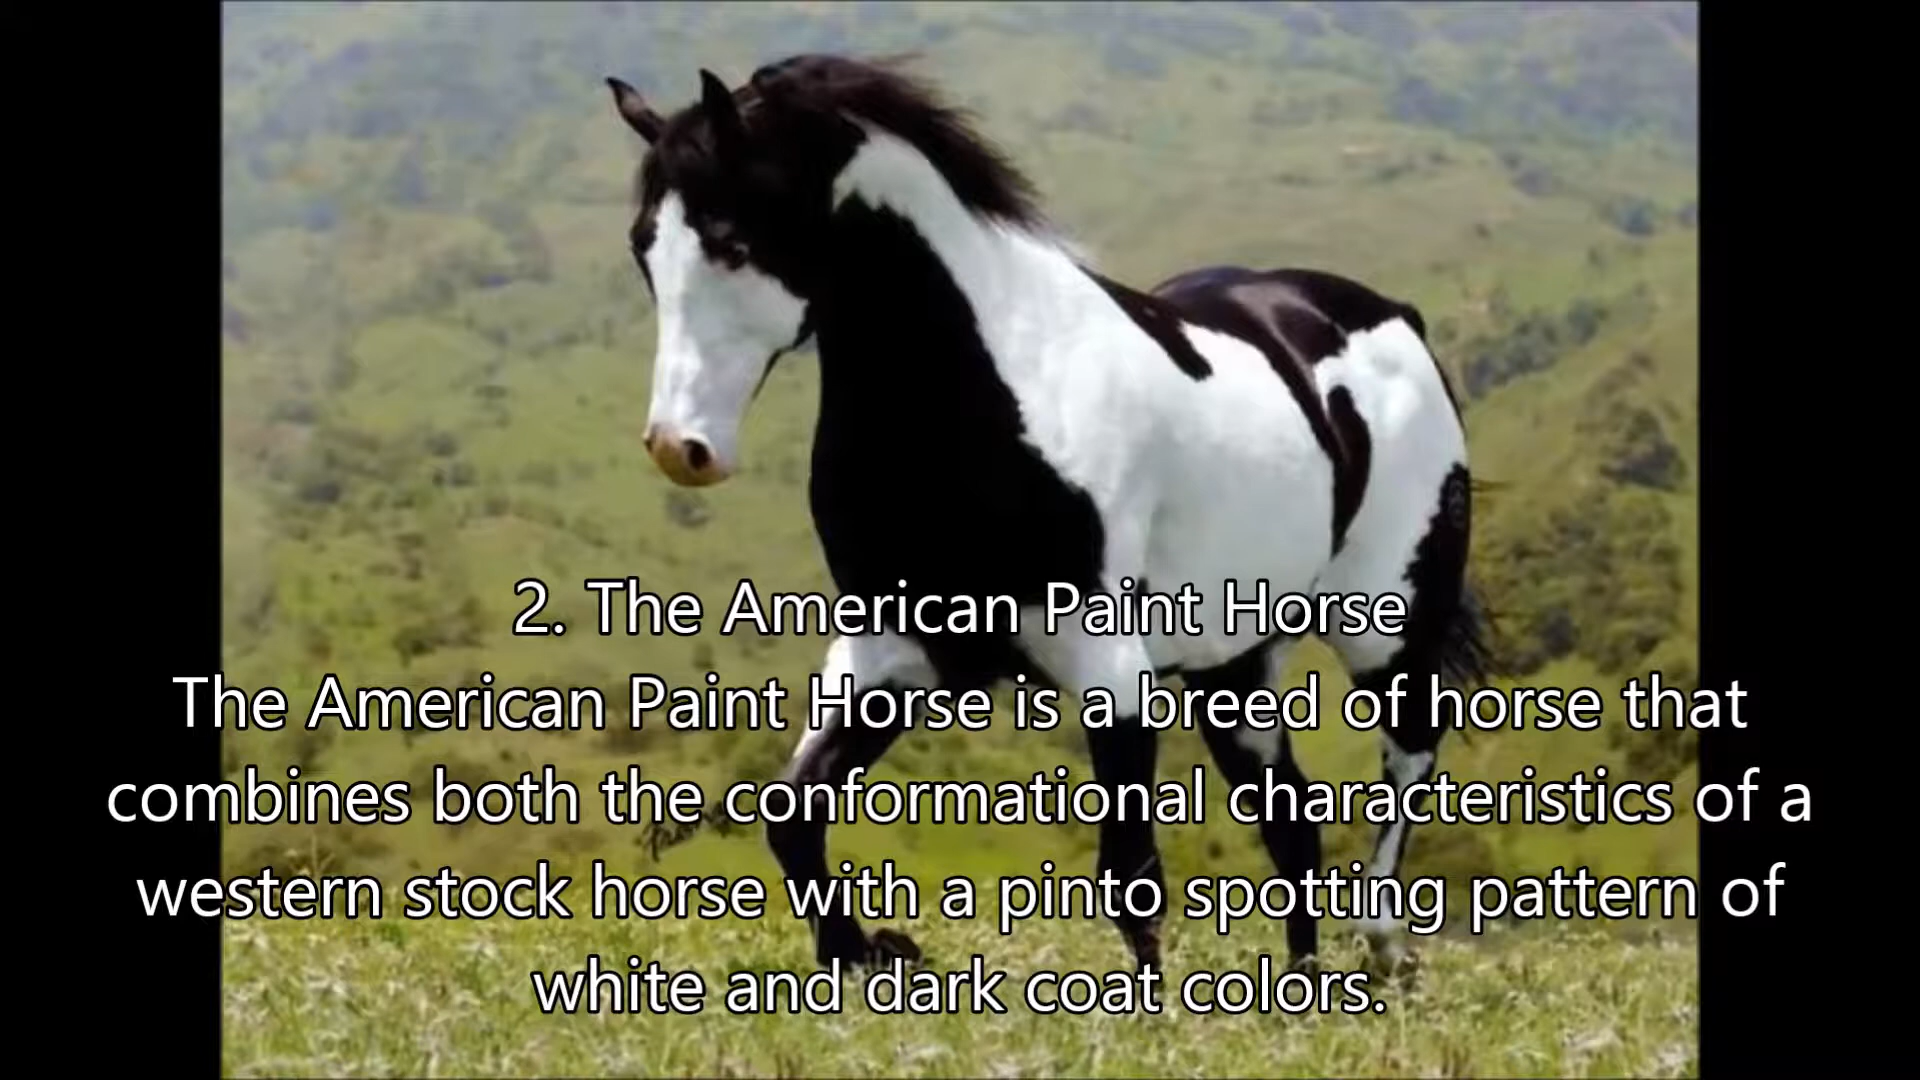 2. The American Paint Horse
The American Paint Horse is a breed of horse that
combines both the conformational characteristics of a
western stock horse with a pinto spotting pattern of
white and dark coat colors.